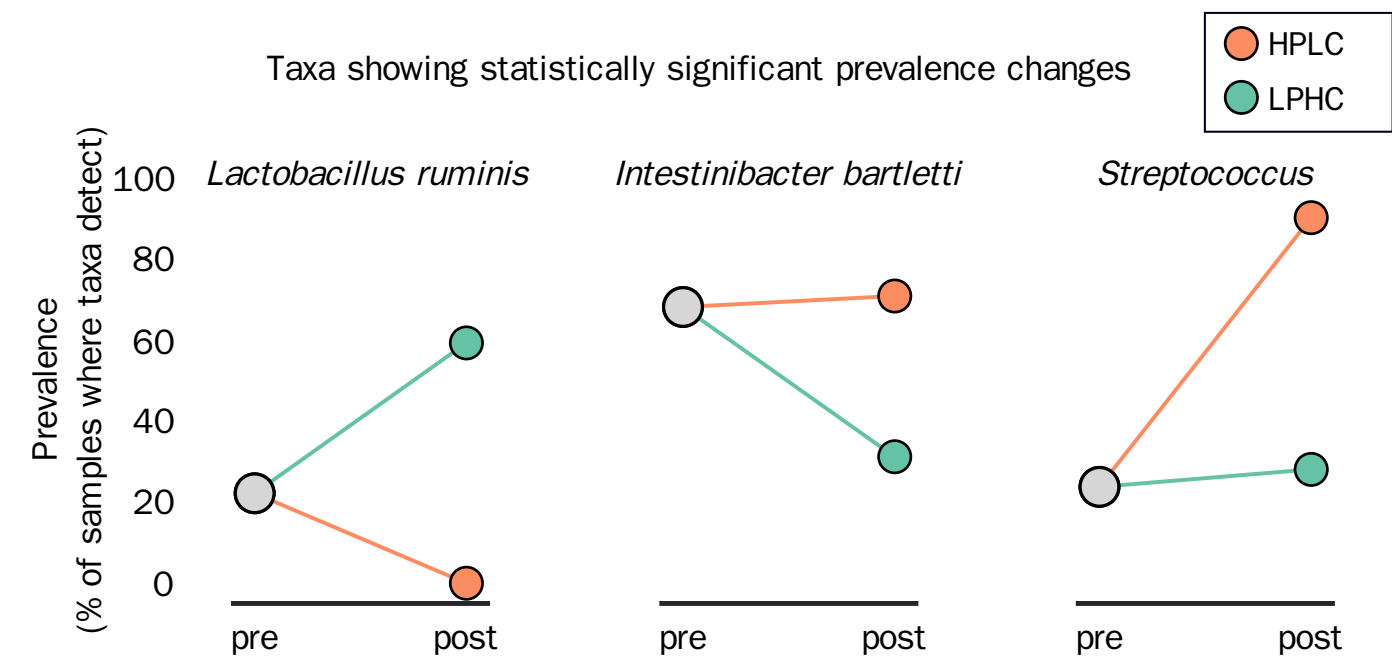 HPLC
LPHC
Taxa showing statistically significant prevalence changes
Prevalence
(% of samples where taxa detect)
100
80
60
40
20
0
Lactobacillus ruminis
Intestinibacter bartletti
Streptococcus
pre post
pre post
pre post